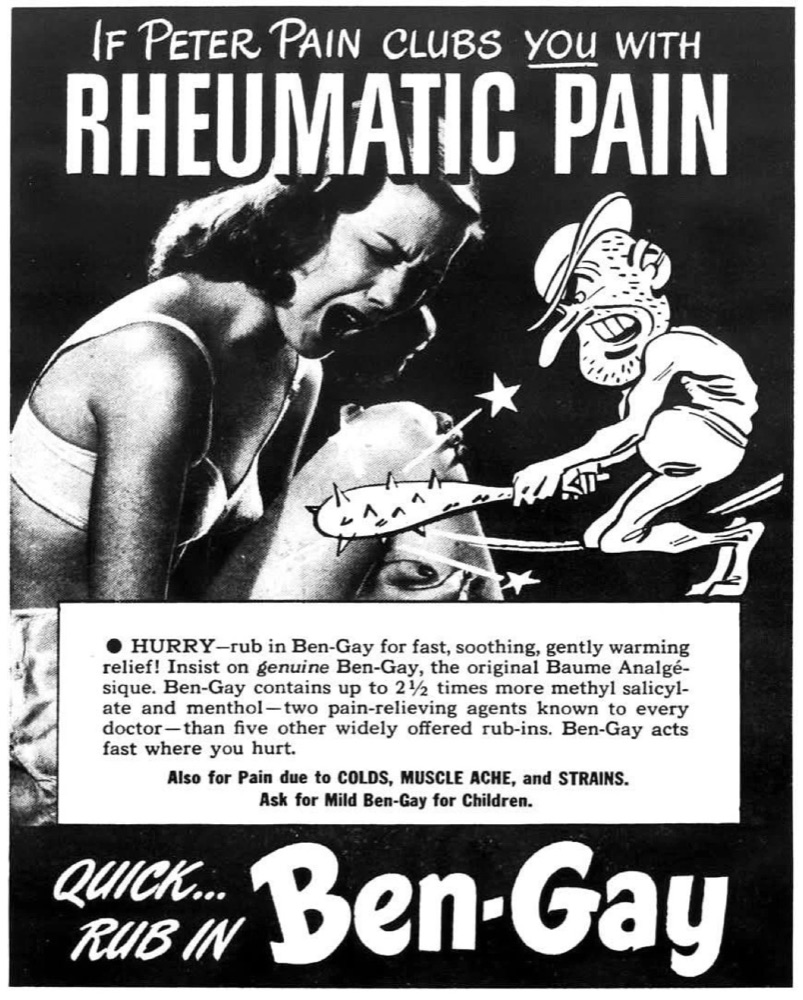 IF PETER PAIN CLUBS YOU WITH
RHEUMATIC PAIN
● HURRY—rub in Ben-Gay for fast, soothing, gently warming
relief! Insist on genuine Ben-Gay, the original Baume Analgé-
sique. Ben-Gay contains up to 2½ times more methyl salicyl-
ate and menthol—two pain-relieving agents known to every
doctor—than five other widely offered rub-ins. Ben-Gay acts
fast where you hurt.
Also for Pain due to COLDS, MUSCLE ACHE, and STRAINS.
Ask for Mild Ben-Gay for Children.
QUICK...
RUB IN
Ben-Gay